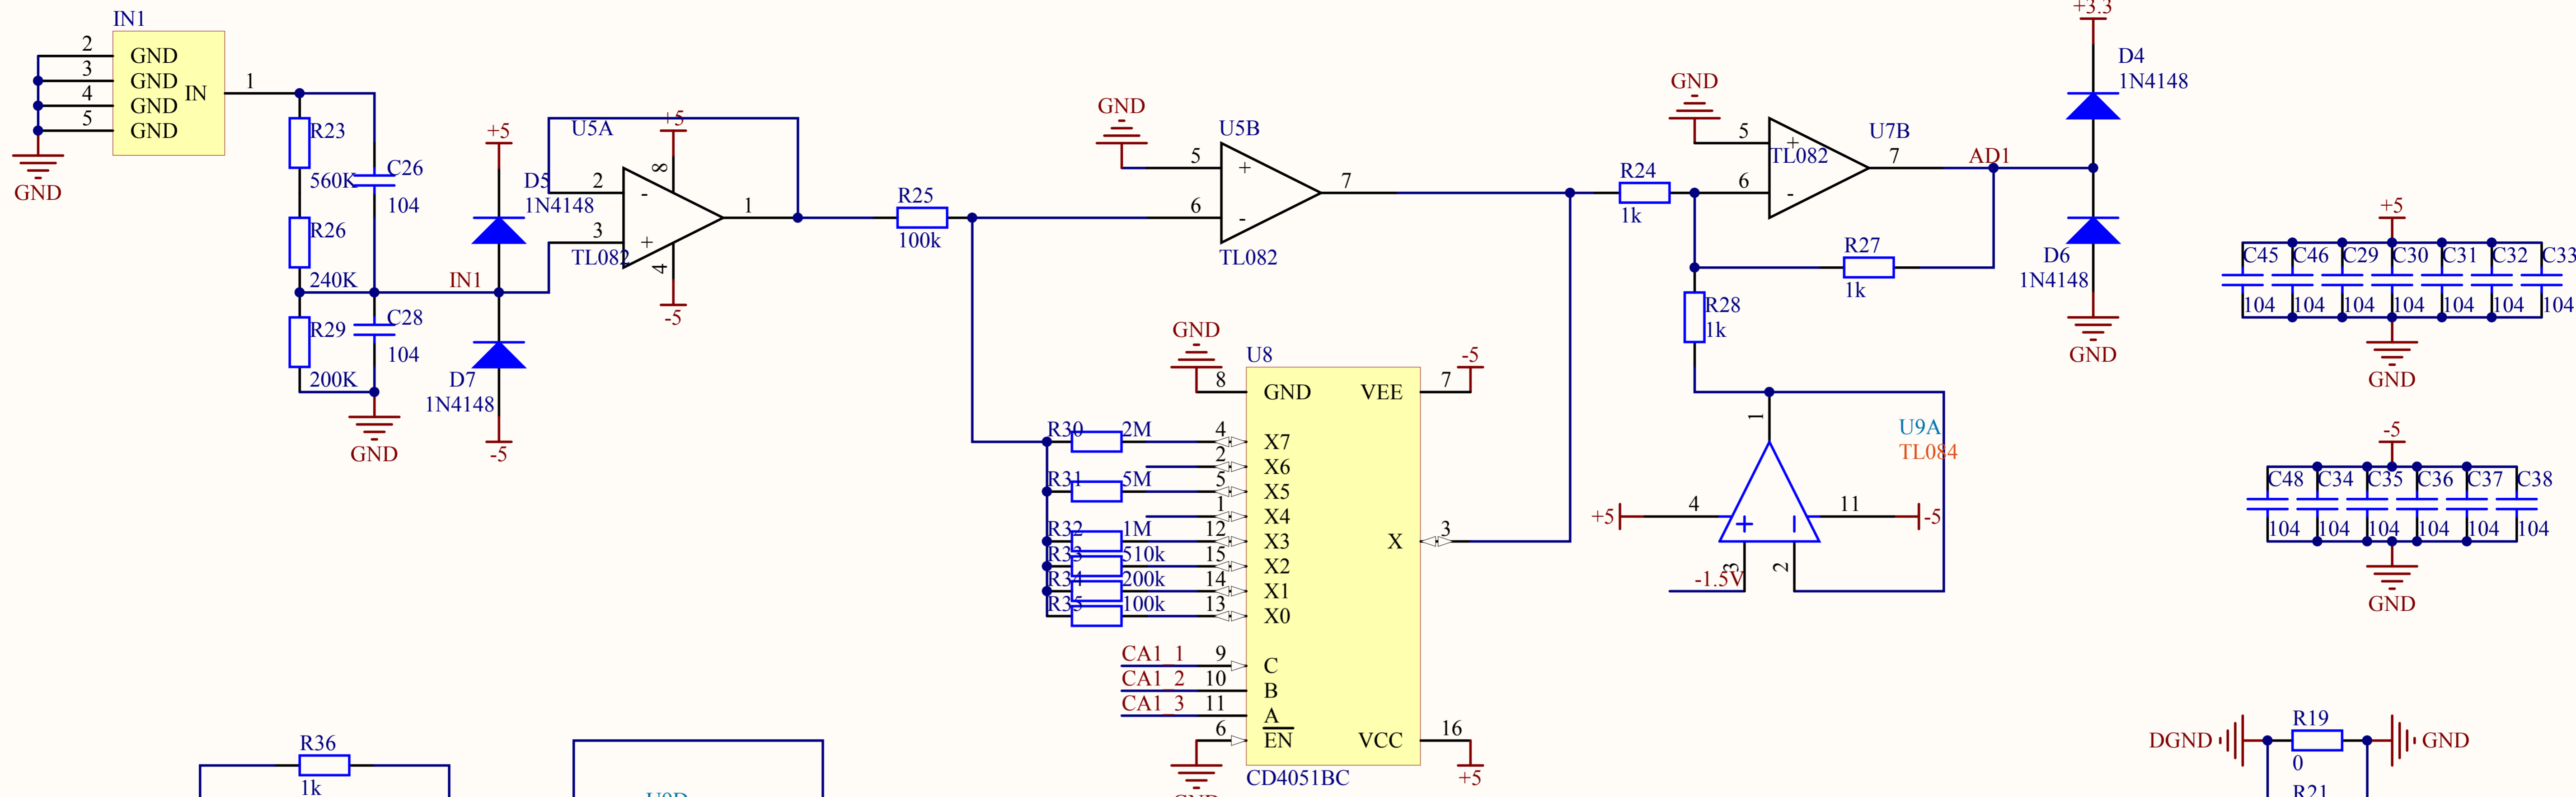 IN1
2 GND
3 GND
4 GND
5 GND
IN 1
GND
R23
560K
C26
104
R26
240K
R29
200K
C28
104
GND
IN1
+5
D5
1N4148
D7
1N4148
-5
U5A
+5
8
2 -
3 +
1
TL082
4
-5
R25
100k
GND
U5B
5 +
6 -
7
TL082
R24
1k
GND
U7B
5 +
TL082
6 -
7
AD1
R27
1k
R28
1k
+3.3
D4
1N4148
D6
1N4148
GND
+5
C45 C46 C29 C30 C31 C32 C33
104 104 104 104 104 104 104
GND
-5
C48 C34 C35 C36 C37 C38
104 104 104 104 104 104
GND
GND
U8
-5
8 GND VEE 7
R30 2M 4 X7
2 X6
R31 5M 5 X5
1 X4
R32 1M 12 X3 X 3
R33 510k 15 X2
R34 200k 14 X1
R35 100k 13 X0
CA1_1 9 C
CA1_2 10 B
CA1_3 11 A
6 EN VCC 16
CD4051BC
+5
GND
U9A
TL084
1
+5 4 + - 11 -5
3 2
-1.5V
R36
1k
U9D
R19
DGND GND
0
R21